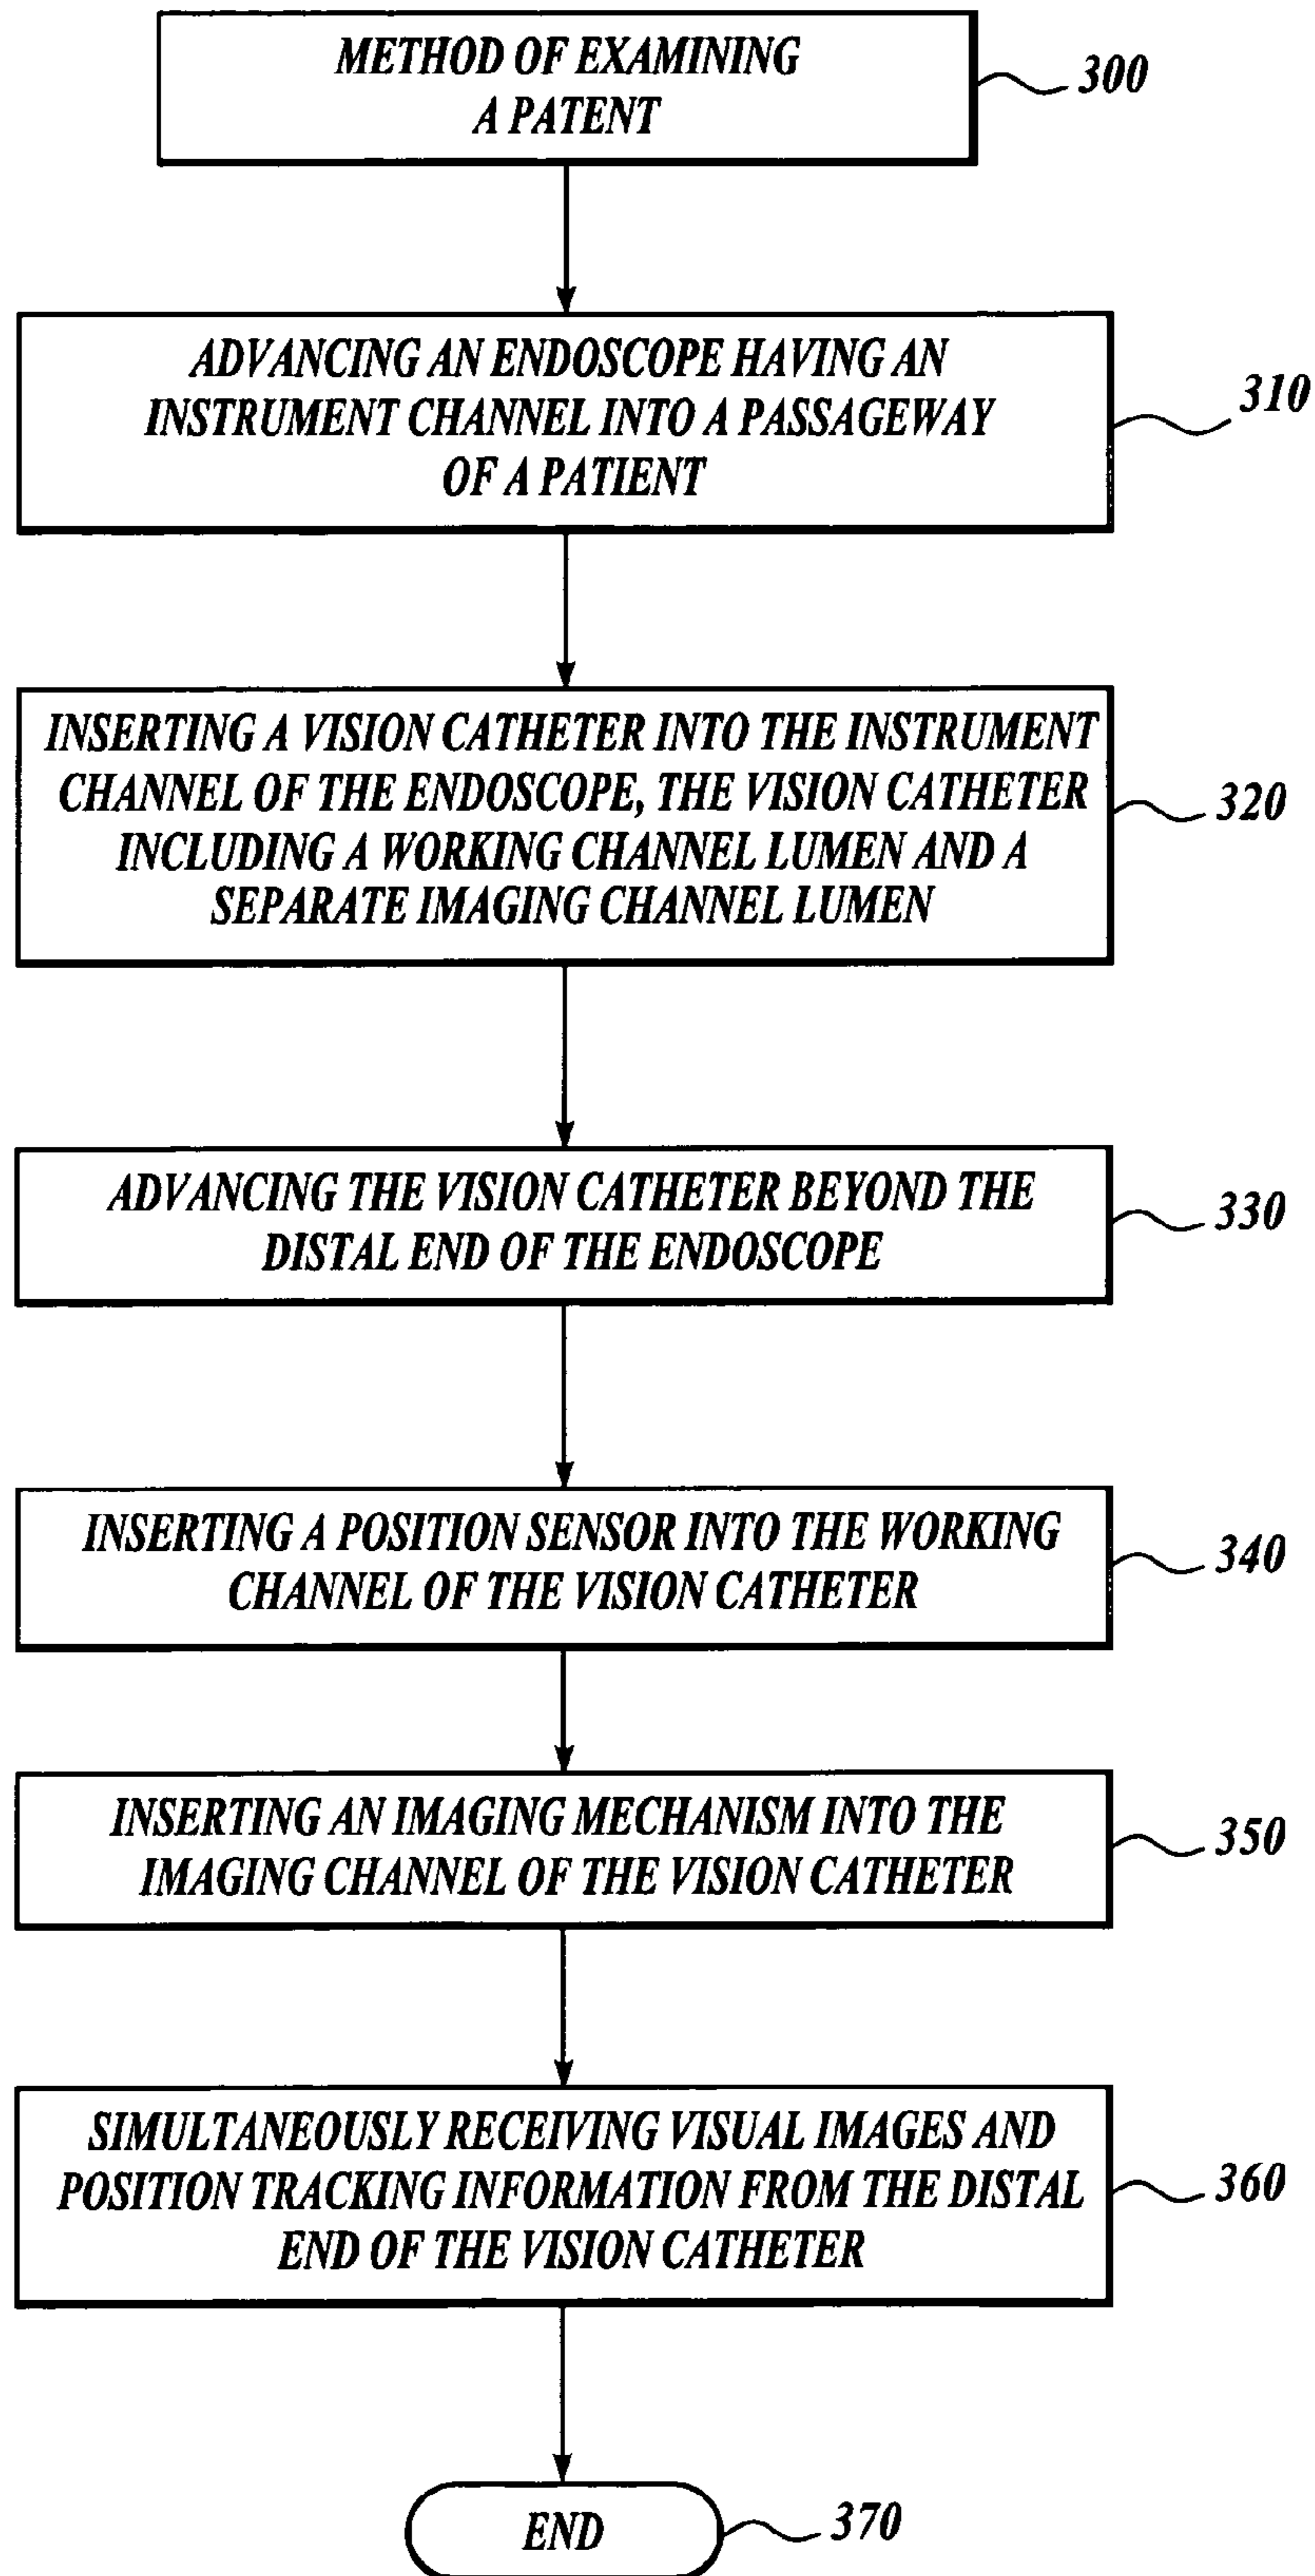 METHOD OF EXAMINING
A PATENT
300
ADVANCING AN ENDOSCOPE HAVING AN
INSTRUMENT CHANNEL INTO A PASSAGEWAY
OF A PATIENT
310
INSERTING A VISION CATHETER INTO THE INSTRUMENT
CHANNEL OF THE ENDOSCOPE, THE VISION CATHETER
INCLUDING A WORKING CHANNEL LUMEN AND A
SEPARATE IMAGING CHANNEL LUMEN
320
ADVANCING THE VISION CATHETER BEYOND THE
DISTAL END OF THE ENDOSCOPE
330
INSERTING A POSITION SENSOR INTO THE WORKING
CHANNEL OF THE VISION CATHETER
340
INSERTING AN IMAGING MECHANISM INTO THE
IMAGING CHANNEL OF THE VISION CATHETER
350
SIMULTANEOUSLY RECEIVING VISUAL IMAGES AND
POSITION TRACKING INFORMATION FROM THE DISTAL
END OF THE VISION CATHETER
360
END
370